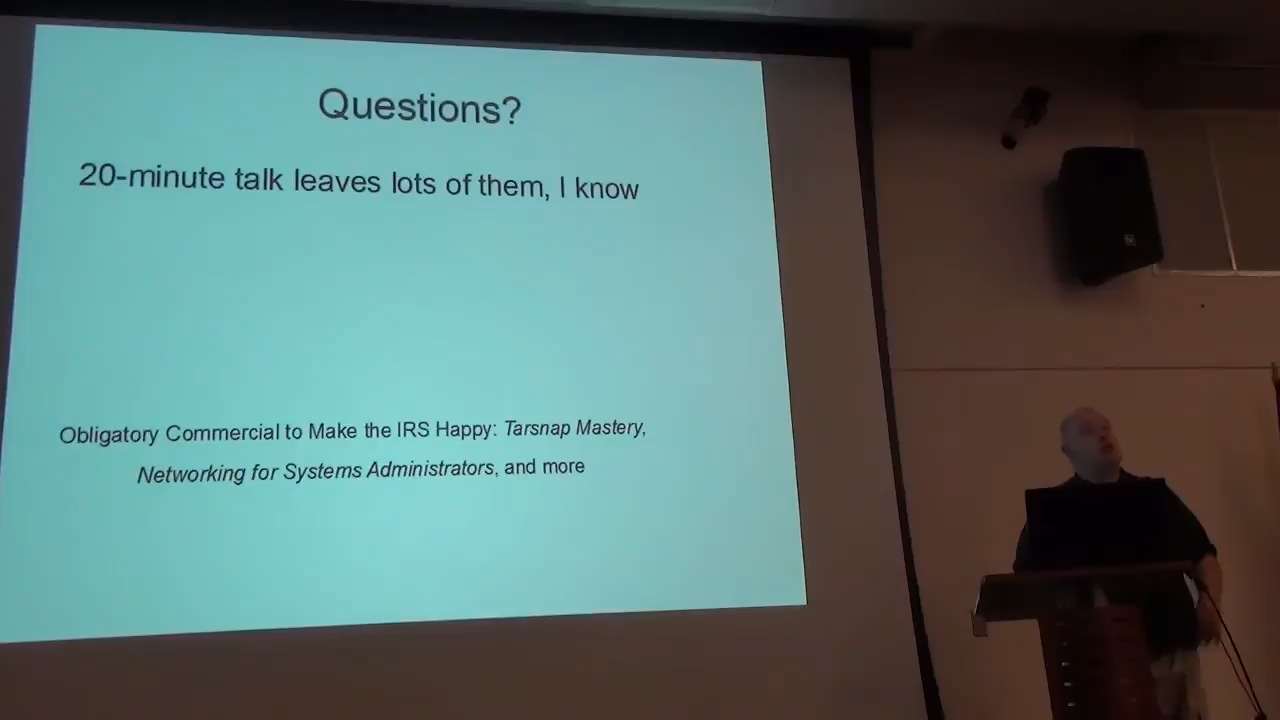 Questions?
20-minute talk leaves lots of them, I know
Obligatory Commercial to Make the IRS Happy: Tarsnap Mastery,
Networking for Systems Administrators, and more